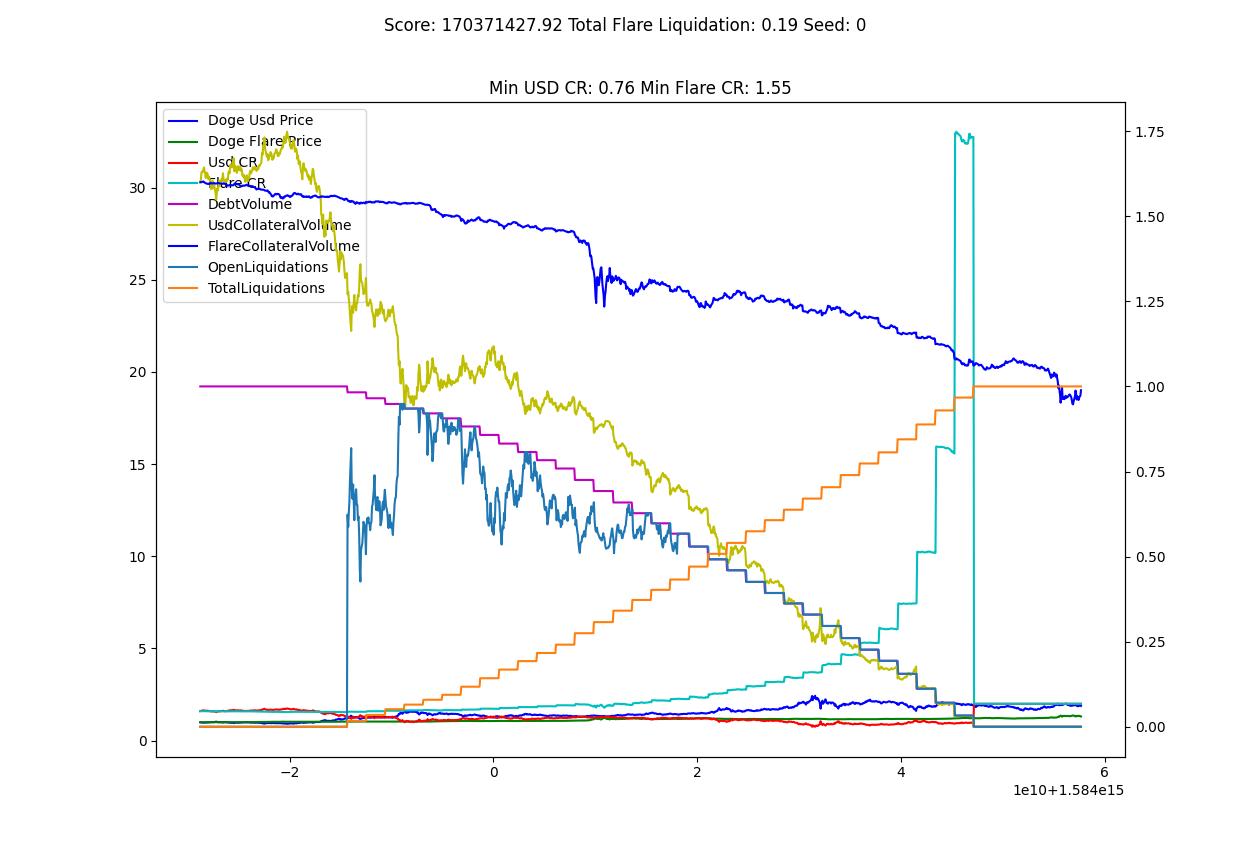 Score: 170371427.92 Total Flare Liquidation: 0.19 Seed: 0
Min USD CR: 0.76 Min Flare CR: 1.55
Doge Usd Price
Doge Flare Price
Usd CR
Flare CR
DebtVolume
UsdCollateralVolume
FlareCollateralVolume
OpenLiquidations
TotalLiquidations
30
25
20
15
10
5
0
1.75
1.50
1.25
1.00
0.75
0.50
0.25
0.00
−2
0
2
4
6
1e10+1.584e15